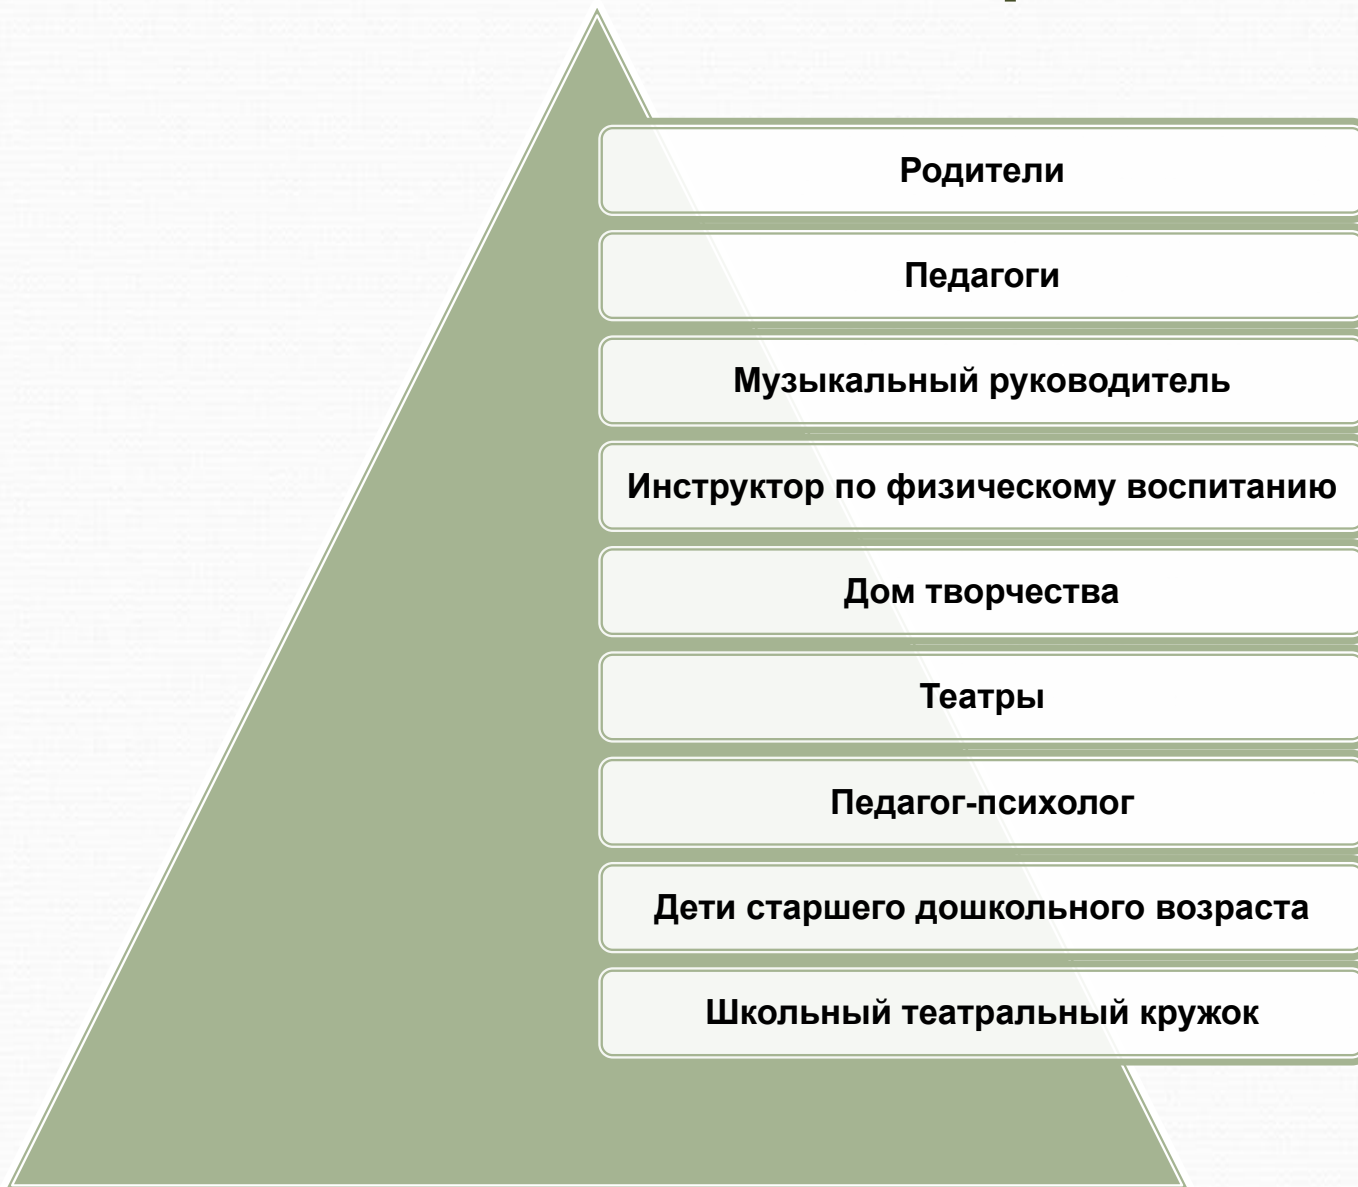 Родители
Педагоги
Музыкальный руководитель
Инструктор по физическому воспитанию
Дом творчества
Театры
Педагог-психолог
Дети старшего дошкольного возраста
Школьный театральный кружок